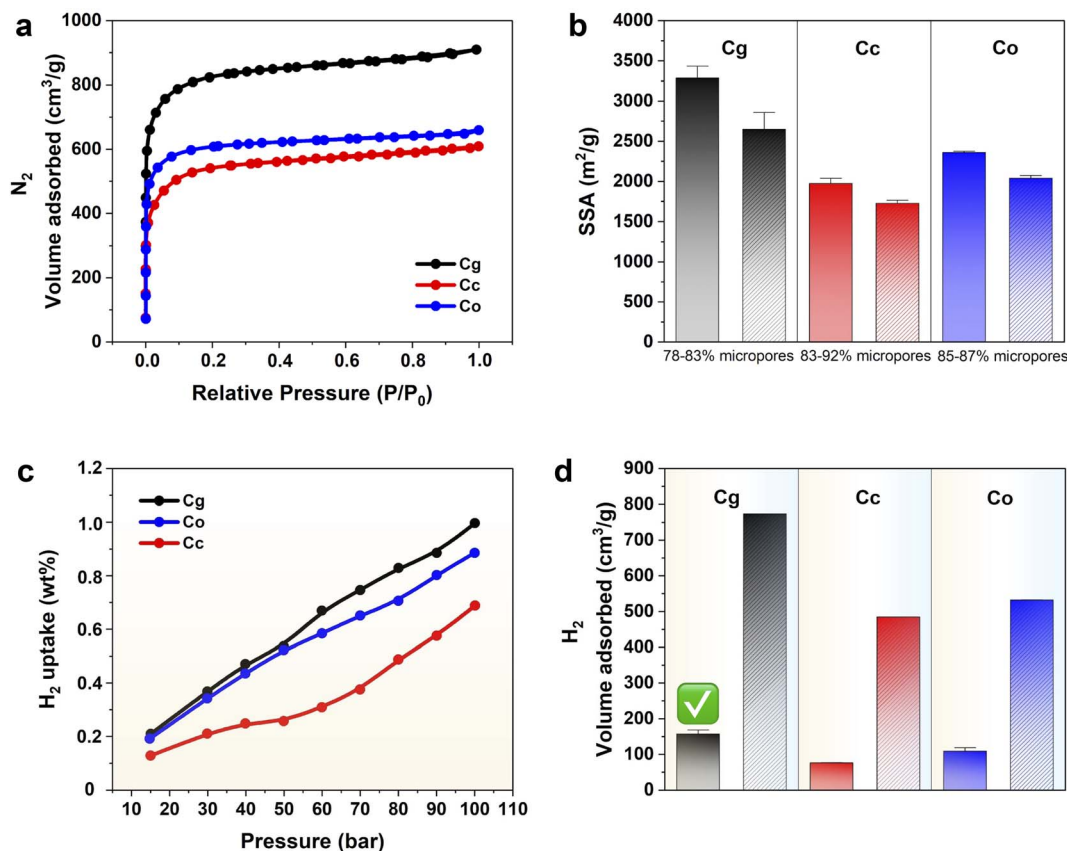 a
1000
800
600
400
200
0
N2
Volume adsorbed (cm³/g)
Cg
Cc
Co
0.0 0.2 0.4 0.6 0.8 1.0
Relative Pressure (P/P₀)
b
4000
3500
3000
2500
2000
1500
1000
500
0
SSA (m²/g)
Cg Cc Co
78-83% micropores 83-92% micropores 85-87% micropores
c
1.2
1.0
0.8
0.6
0.4
0.2
0
H₂ uptake (wt%)
Cg
Co
Cc
10 20 30 40 50 60 70 80 90 100 110
Pressure (bar)
d
900
800
700
600
500
400
300
200
100
0
H₂
Volume adsorbed (cm³/g)
Cg Cc Co